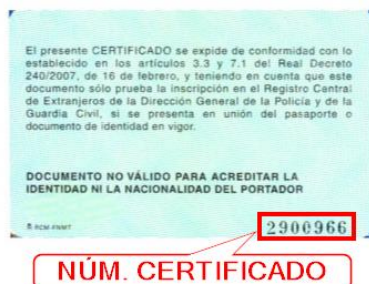 El presente CERTIFICADO se expide de conformidad con lo
establecido en los artículos 3.3 y 7.1 del Real Decreto
240/2007, de 16 de febrero, y teniendo en cuenta que este
documento sólo prueba la inscripción en el Registro Central
de Extranjeros de la Dirección General de la Policía y de la
Guardia Civil, si se presenta en unión del pasaporte o
documento de identidad en vigor.
DOCUMENTO NO VÁLIDO PARA ACREDITAR LA
IDENTIDAD NI LA NACIONALIDAD DEL PORTADOR
RCM-FNMT
2900966
NÚM. CERTIFICADO